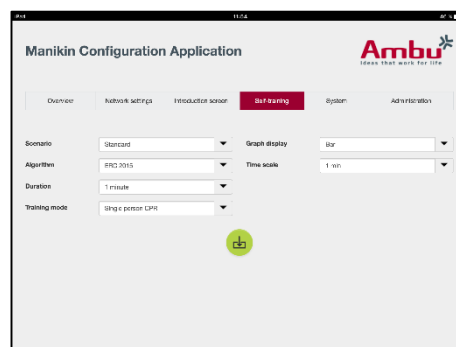 iPad 11:54
Manikin Configuration Application
Ambu
Ideas that work for life
Overview Network settings Introduction screen Self-training System Administration
Scenario Standard Graph display Bar
Algorithm ERC 2015 Time scale 1 min
Duration 1 minute
Training mode Single person CPR